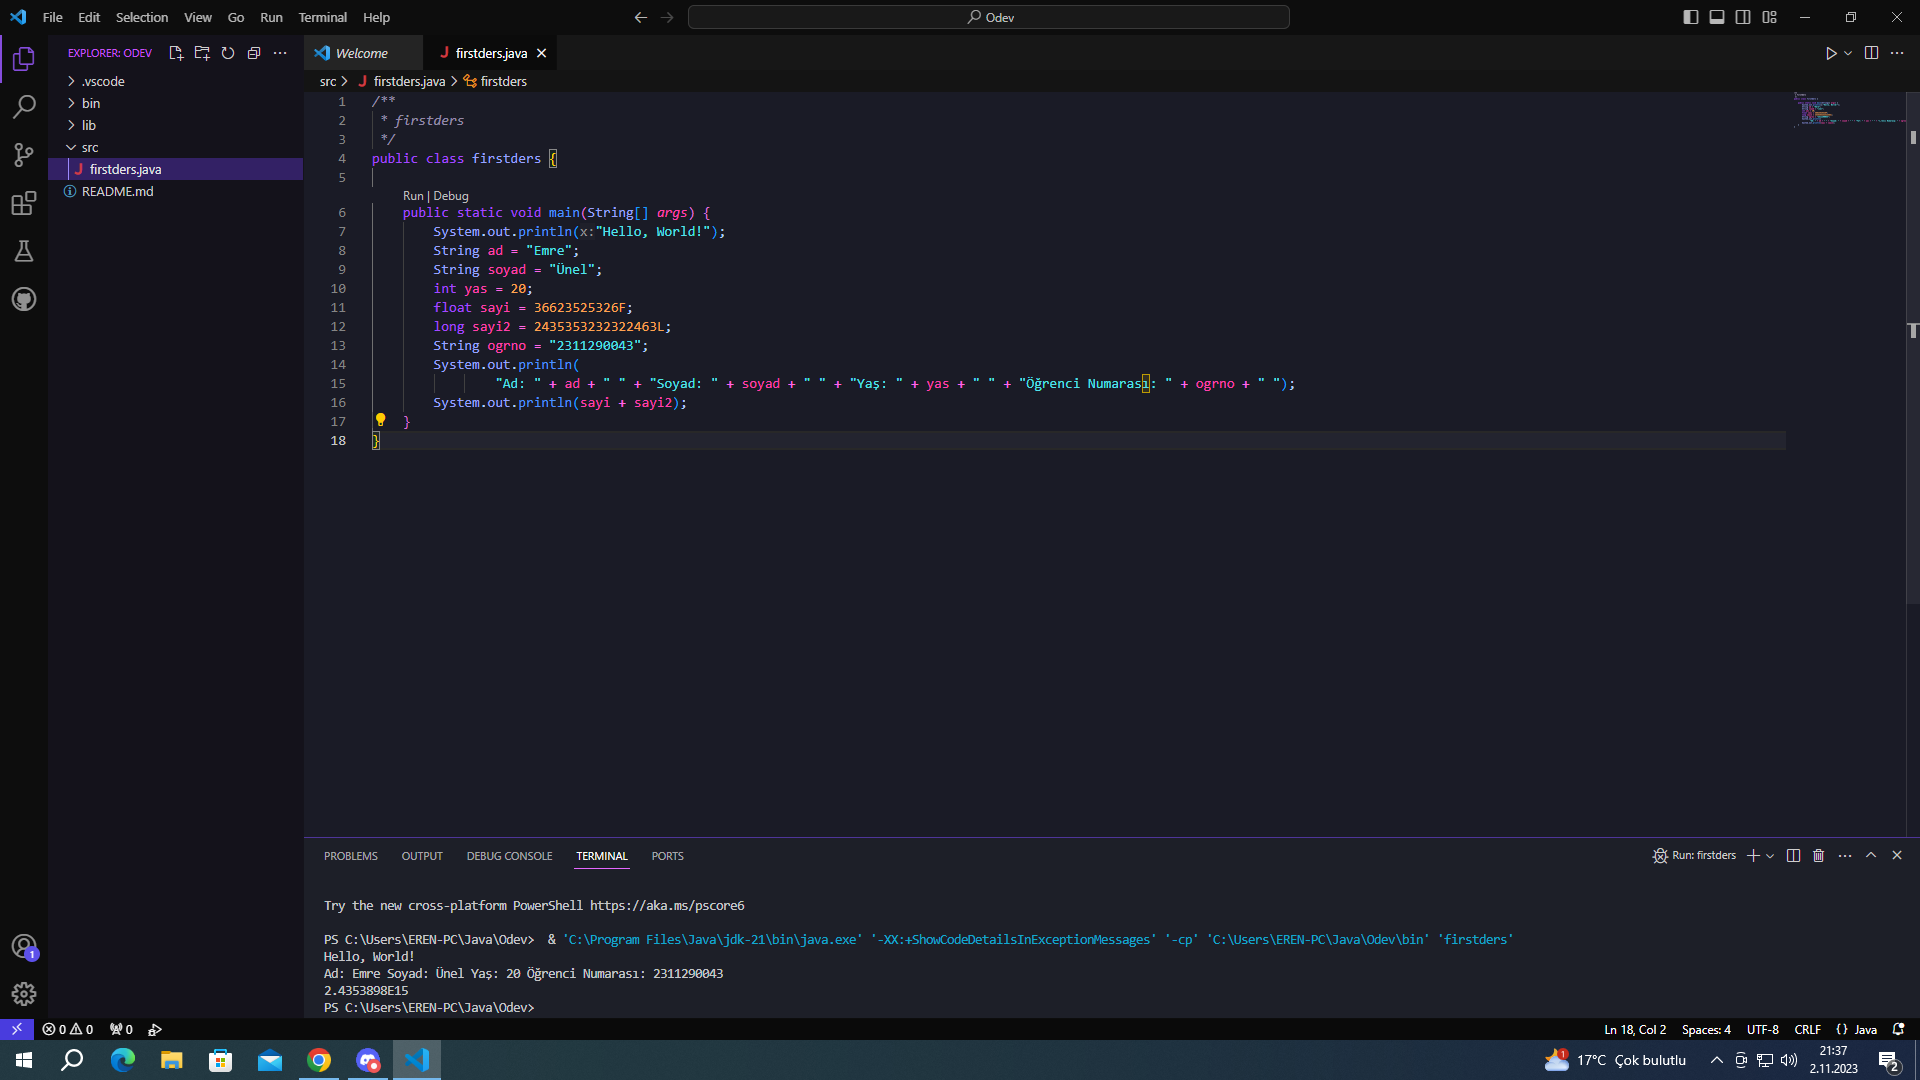 File Edit Selection View Go Run Terminal Help
Odev
EXPLORER: ODEV
.vscode
bin
lib
src
firstders.java
README.md
Welcome
firstders.java
src > firstders.java > firstders
1 /**
2 * firstders
3 */
4 public class firstders {
5
Run | Debug
6 public static void main(String[] args) {
7 System.out.println(x:"Hello, World!");
8 String ad = "Emre";
9 String soyad = "Ünel";
10 int yas = 20;
11 float sayi = 36623525326F;
12 long sayi2 = 2435353232322463L;
13 String ogrno = "2311290043";
14 System.out.println(
15 "Ad: " + ad + " " + "Soyad: " + soyad + " " + "Yaş: " + yas + " " + "Öğrenci Numarası: " + ogrno + " ");
16 System.out.println(sayi + sayi2);
17 }
18 }
PROBLEMS OUTPUT DEBUG CONSOLE TERMINAL PORTS
Run: firstders
Try the new cross-platform PowerShell https://aka.ms/pscore6
PS C:\Users\EREN-PC\Java\Odev> & 'C:\Program Files\Java\jdk-21\bin\java.exe' '-XX:+ShowCodeDetailsInExceptionMessages' '-cp' 'C:\Users\EREN-PC\Java\Odev\bin' 'firstders'
Hello, World!
Ad: Emre Soyad: Ünel Yaş: 20 Öğrenci Numarası: 2311290043
2.4353898E15
PS C:\Users\EREN-PC\Java\Odev>
1
0 0 0
Ln 18, Col 2 Spaces: 4 UTF-8 CRLF {} Java
1 17°C Çok bulutlu
21:37
2.11.2023
2